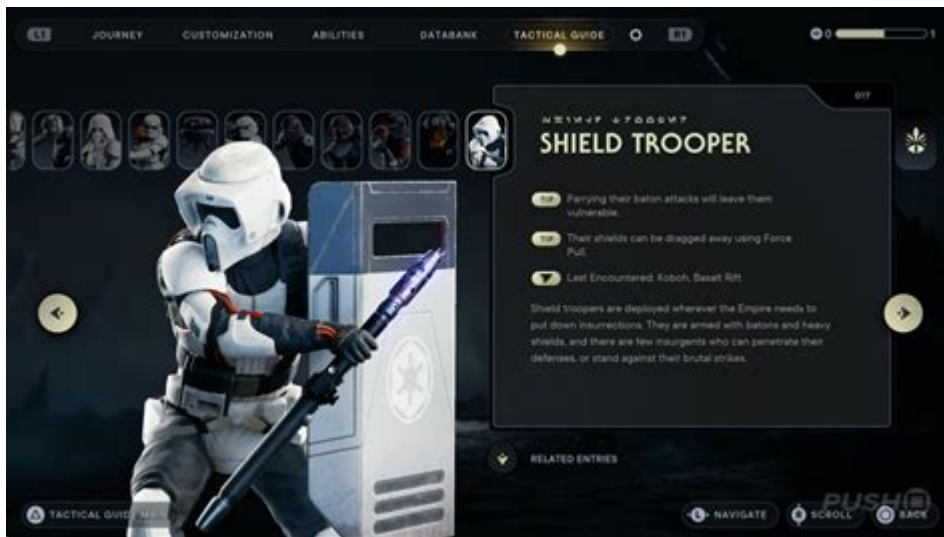 L1 JOURNEY CUSTOMIZATION ABILITIES DATABANK TACTICAL GUIDE R1 0 1
017
SHIELD TROOPER
TIP Parrying their baton attacks will leave them
vulnerable.
TIP Their shields can be dragged away using Force
Pull.
Last Encountered: Koboh, Basalt Rift
Shield troopers are deployed wherever the Empire needs to
put down insurrections. They are armed with batons and heavy
shields, and there are few insurgents who can penetrate their
defenses, or stand against their brutal strikes.
RELATED ENTRIES
TACTICAL GUIDE MAIN
L NAVIGATE R SCROLL BACK
PUSH